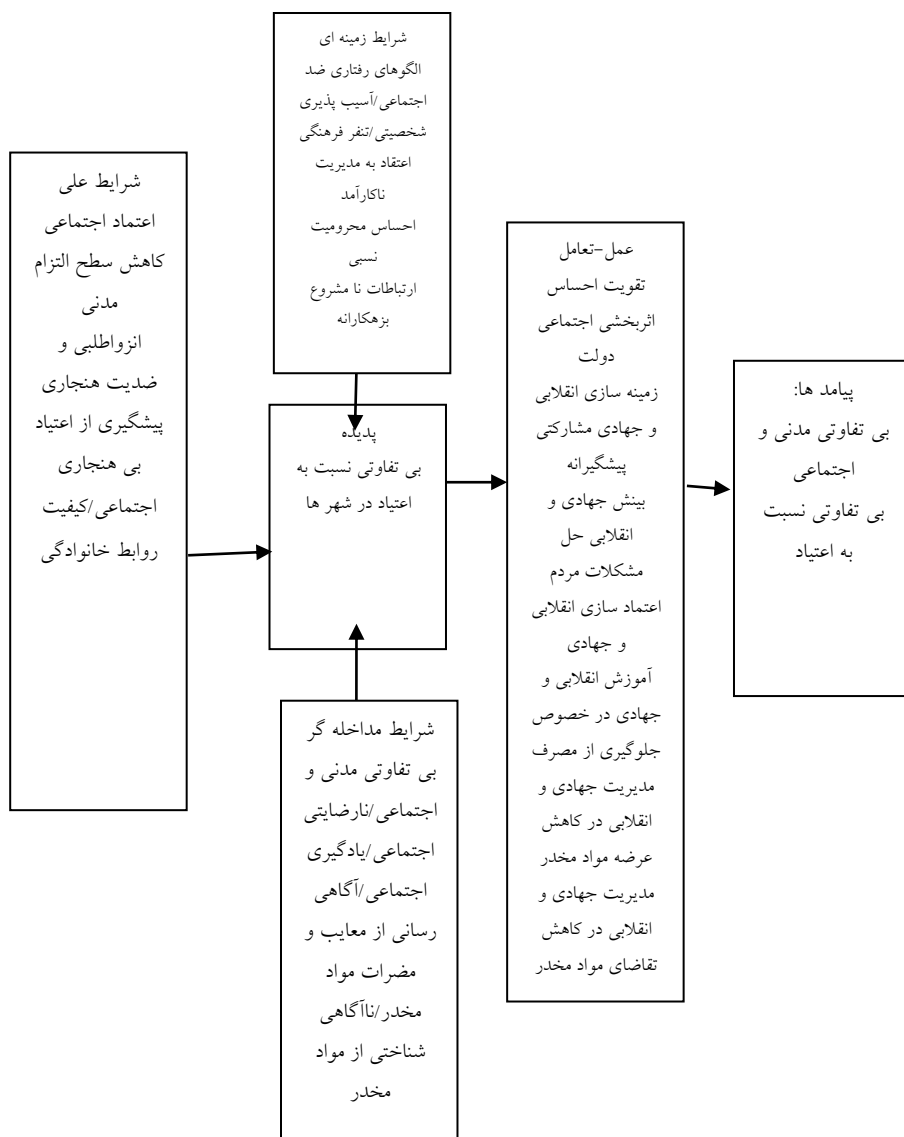 شرایط زمینه ای
الگوهای رفتاری ضد
اجتماعی/آسیب پذیری
شخصیتی/تنفر فرهنگی
اعتقاد به مدیریت
ناکارآمد
احساس محرومیت
نسبی
ارتباطات نا مشروع
بزهکارانه
شرایط علی
اعتماد اجتماعی
کاهش سطح التزام
مدنی
انزواطلبی و
ضدیت هنجاری
پیشگیری از اعتیاد
بی هنجاری
اجتماعی/کیفیت
روابط خانوادگی
پدیده
بی تفاوتی نسبت به
اعتیاد در شهر ها
شرایط مداخله گر
بی تفاوتی مدنی و
اجتماعی/نارضایتی
اجتماعی/یادگیری
اجتماعی/آگاهی
رسانی از معایب و
مضرات مواد
مخدر/ناآگاهی
شناختی از مواد
مخدر
عمل-تعامل
تقویت احساس
اثربخشی اجتماعی
دولت
زمینه سازی انقلابی
و جهادی مشارکتی
پیشگیرانه
بینش جهادی و
انقلابی حل
مشکلات مردم
اعتماد سازی انقلابی
و جهادی
آموزش انقلابی و
جهادی در خصوص
جلوگیری از مصرف
مدیریت جهادی و
انقلابی در کاهش
عرضه مواد مخدر
مدیریت جهادی و
انقلابی در کاهش
تقاضای مواد مخدر
پیامد ها:
بی تفاوتی مدنی و
اجتماعی
بی تفاوتی نسبت
به اعتیاد